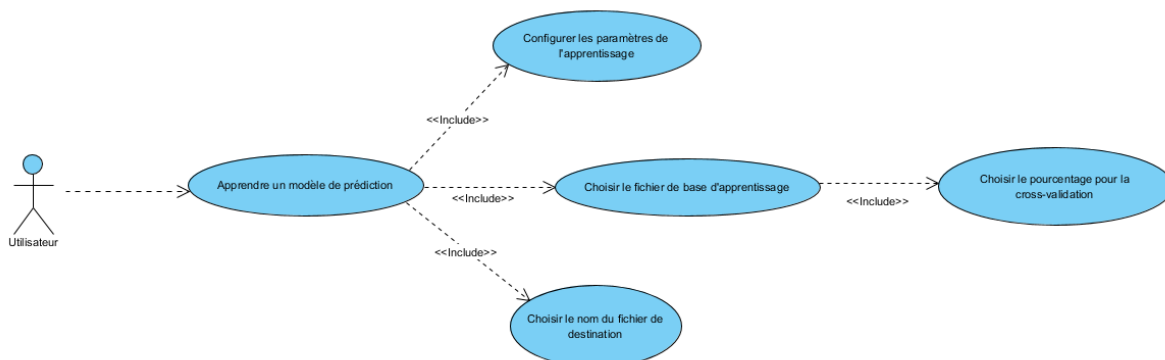 Configurer les paramètres de
l'apprentissage
<<Include>>
Apprendre un modèle de prédiction
Choisir le fichier de base d'apprentissage
Choisir le pourcentage pour la
cross-validation
<<Include>>
<<Include>>
Utilisateur
<<Include>>
Choisir le nom du fichier de
destination